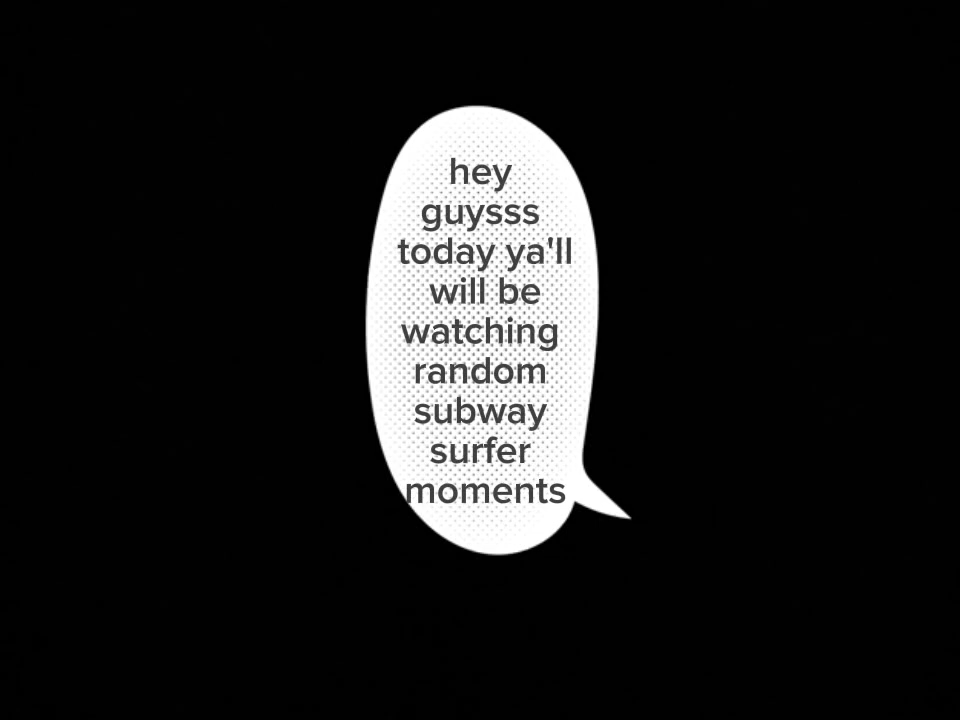 hey
guysss
today ya'll
will be
watching
random
subway
surfer
moments